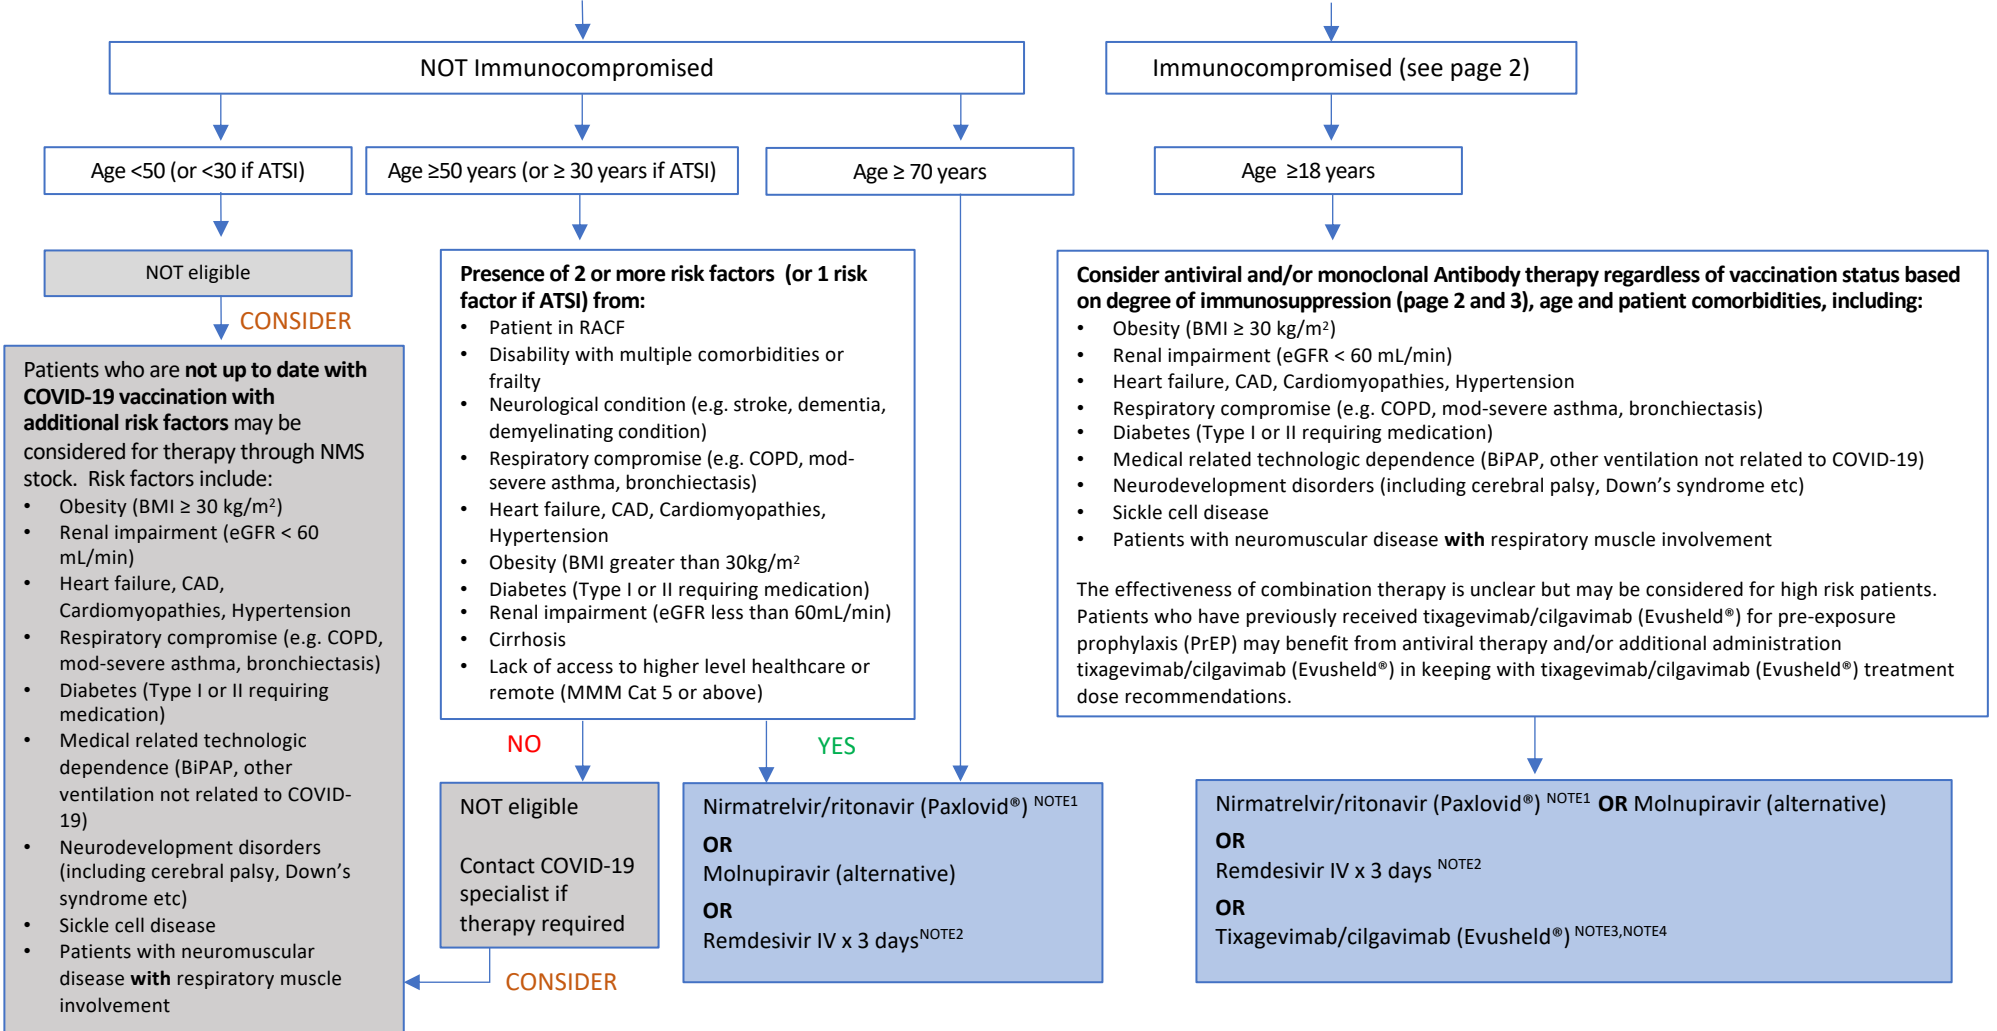 NOT Immunocompromised
Immunocompromised (see page 2)
Age <50 (or <30 if ATSI)
Age ≥50 years (or ≥ 30 years if ATSI)
Age ≥ 70 years
Age ≥18 years
NOT eligible
CONSIDER
Patients who are not up to date with
COVID-19 vaccination with
additional risk factors may be
considered for therapy through NMS
stock. Risk factors include:
• Obesity (BMI ≥ 30 kg/m²)
• Renal impairment (eGFR < 60
mL/min)
• Heart failure, CAD,
Cardiomyopathies, Hypertension
• Respiratory compromise (e.g. COPD,
mod-severe asthma, bronchiectasis)
• Diabetes (Type I or II requiring
medication)
• Medical related technologic
dependence (BiPAP, other
ventilation not related to COVID-
19)
• Neurodevelopment disorders
(including cerebral palsy, Down's
syndrome etc)
• Sickle cell disease
• Patients with neuromuscular
disease with respiratory muscle
involvement
Presence of 2 or more risk factors (or 1 risk
factor if ATSI) from:
• Patient in RACF
• Disability with multiple comorbidities or
frailty
• Neurological condition (e.g. stroke, dementia,
demyelinating condition)
• Respiratory compromise (e.g. COPD, mod-
severe asthma, bronchiectasis)
• Heart failure, CAD, Cardiomyopathies,
Hypertension
• Obesity (BMI greater than 30kg/m²
• Diabetes (Type I or II requiring medication)
• Renal impairment (eGFR less than 60mL/min)
• Cirrhosis
• Lack of access to higher level healthcare or
remote (MMM Cat 5 or above)
NO
YES
NOT eligible
Contact COVID-19
specialist if
therapy required
CONSIDER
Nirmatrelvir/ritonavir (Paxlovid®) NOTE1
OR
Molnupiravir (alternative)
OR
Remdesivir IV x 3 days NOTE2
Consider antiviral and/or monoclonal Antibody therapy regardless of vaccination status based
on degree of immunosuppression (page 2 and 3), age and patient comorbidities, including:
• Obesity (BMI ≥ 30 kg/m²)
• Renal impairment (eGFR < 60 mL/min)
• Heart failure, CAD, Cardiomyopathies, Hypertension
• Respiratory compromise (e.g. COPD, mod-severe asthma, bronchiectasis)
• Diabetes (Type I or II requiring medication)
• Medical related technologic dependence (BiPAP, other ventilation not related to COVID-19)
• Neurodevelopment disorders (including cerebral palsy, Down's syndrome etc)
• Sickle cell disease
• Patients with neuromuscular disease with respiratory muscle involvement
The effectiveness of combination therapy is unclear but may be considered for high risk patients.
Patients who have previously received tixagevimab/cilgavimab (Evusheld®) for pre-exposure
prophylaxis (PrEP) may benefit from antiviral therapy and/or additional administration
tixagevimab/cilgavimab (Evusheld®) in keeping with tixagevimab/cilgavimab (Evusheld®) treatment
dose recommendations.
Nirmatrelvir/ritonavir (Paxlovid®) NOTE1 OR Molnupiravir (alternative)
OR
Remdesivir IV x 3 days NOTE2
OR
Tixagevimab/cilgavimab (Evusheld®) NOTE3,NOTE4